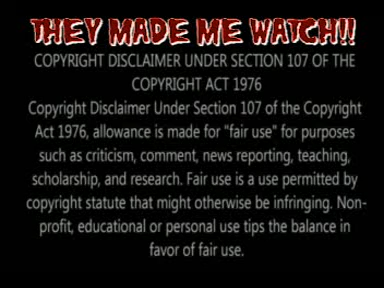 THEY MADE ME WATCH!!
COPYRIGHT DISCLAIMER UNDER SECTION 107 OF THE
COPYRIGHT ACT 1976
Copyright Disclaimer Under Section 107 of the Copyright
Act 1976, allowance is made for "fair use" for purposes
such as criticism, comment, news reporting, teaching,
scholarship, and research. Fair use is a use permitted by
copyright statute that might otherwise be infringing. Non-
profit, educational or personal use tips the balance in
favor of fair use.